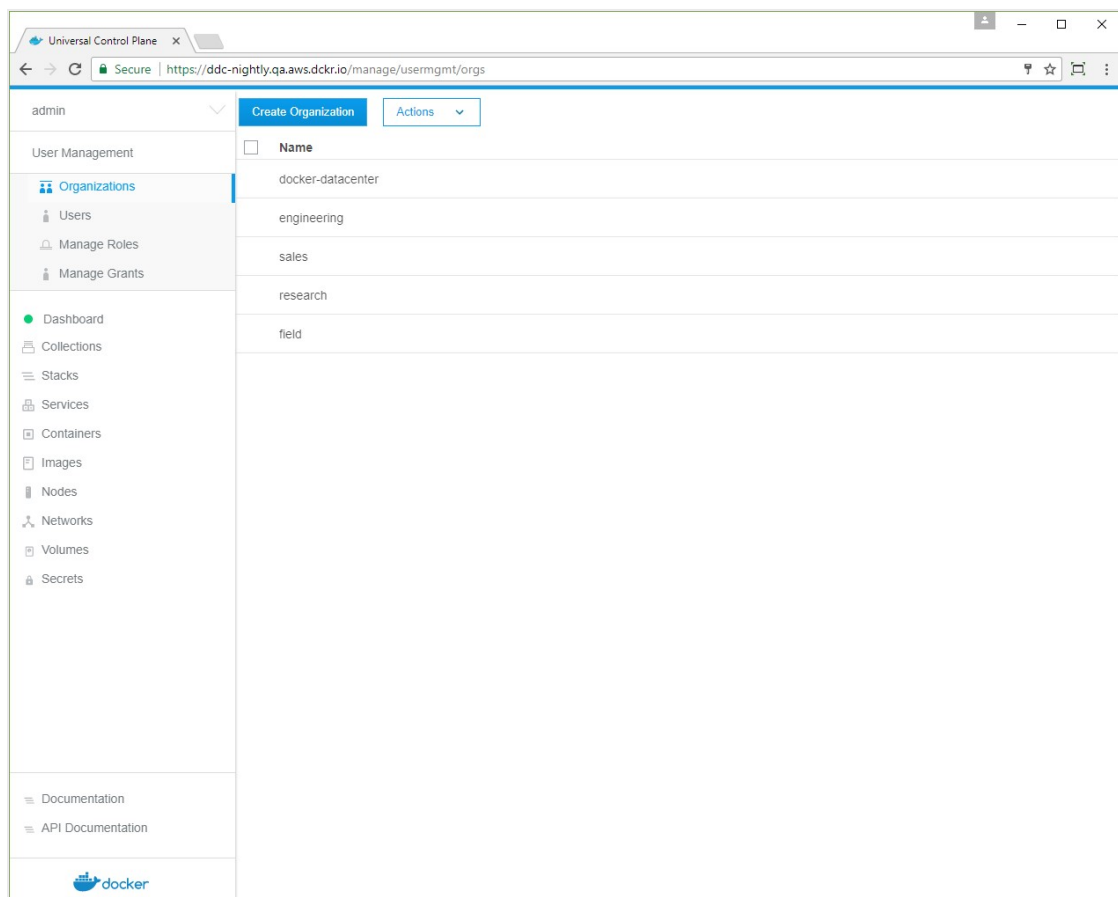 Universal Control Plane
Secure | https://ddc-nightly.qa.aws.dckr.io/manage/usermgmt/orgs
admin
Create Organization
Actions
User Management
Name
Organizations
docker-datacenter
Users
engineering
Manage Roles
sales
Manage Grants
research
field
Dashboard
Collections
Stacks
Services
Containers
Images
Nodes
Networks
Volumes
Secrets
Documentation
API Documentation
docker